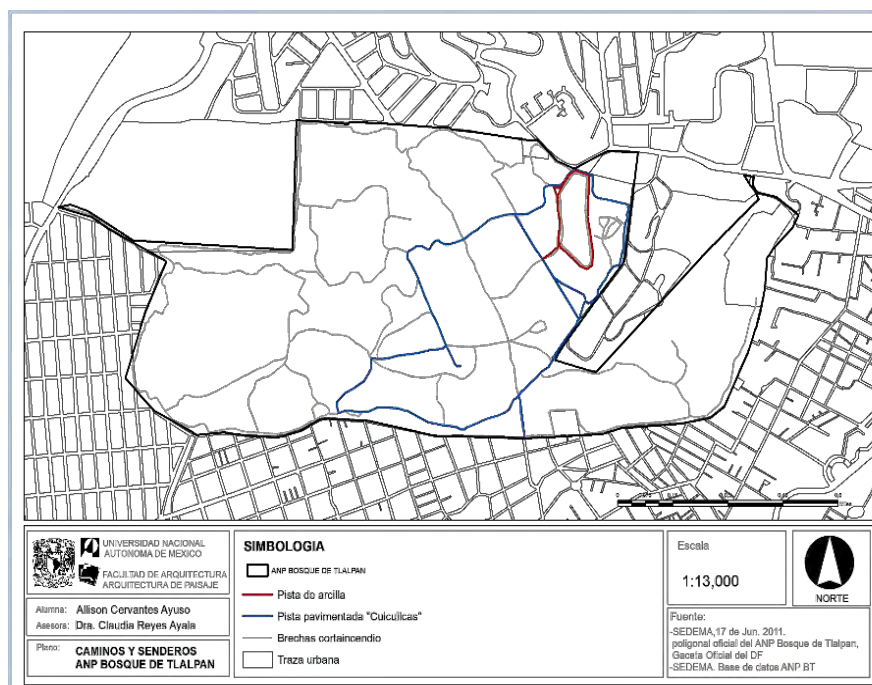 UNIVERSIDAD NACIONAL
AUTONOMA DE MEXICO
FACULTAD DE ARQUITECTURA
ARQUITECTURA DE PAISAJE
Alumna: Allison Cervantes Ayuso
Asesora: Dra. Claudia Reyes Ayala
Plano: CAMINOS Y SENDEROS
ANP BOSQUE DE TLALPAN
SIMBOLOGIA
ANP BOSQUE DE TLALPAN
Pista do arcilla
Pista pavimentada "Cuicuilcas"
Brechas cortaincendio
Traza urbana
Escala
1:13,000
NORTE
Fuente:
-SEDEMA,17 de Jun. 2011.
poligonal oficial del ANP Bosque de Tlalpan,
Gaceta Oficial del DF
-SEDEMA. Base de datos ANP BT